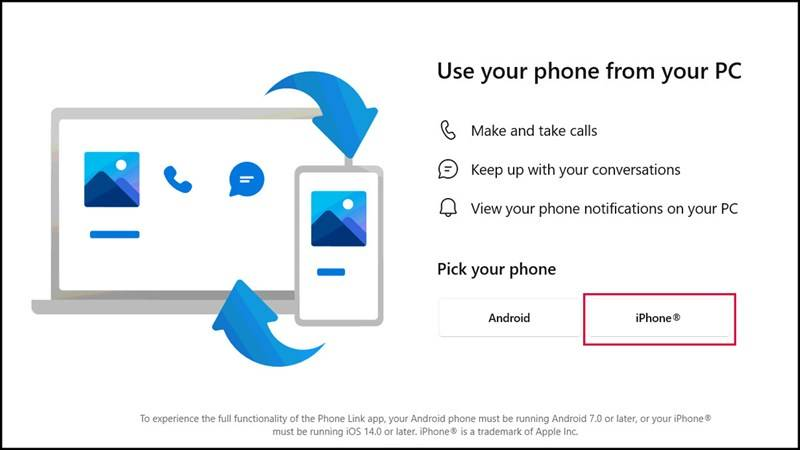 Use your phone from your PC
Make and take calls
Keep up with your conversations
View your phone notifications on your PC
Pick your phone
Android
iPhone®
To experience the full functionality of the Phone Link app, your Android phone must be running Android 7.0 or later, or your iPhone®
must be running iOS 14.0 or later. iPhone® is a trademark of Apple Inc.